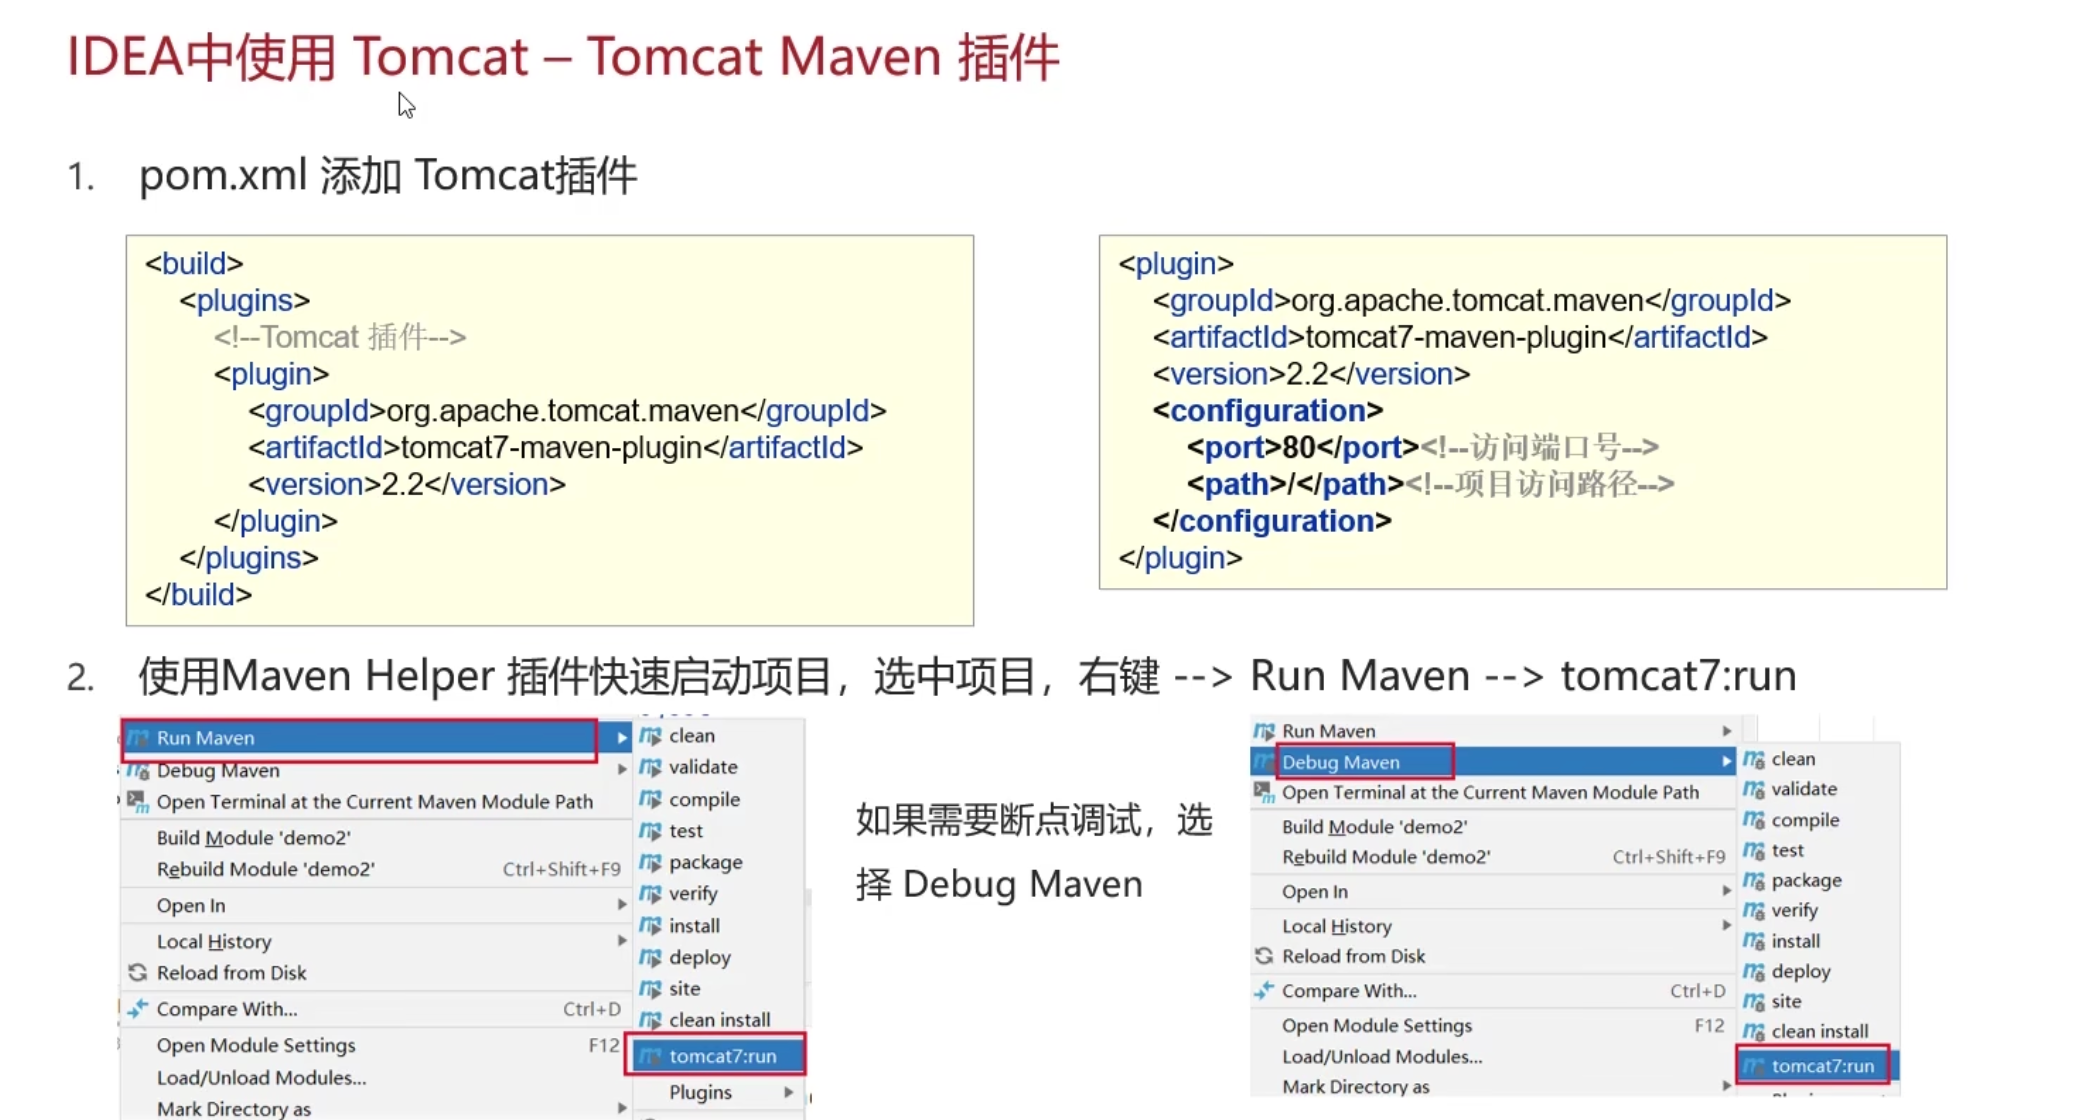 IDEA中使用 Tomcat – Tomcat Maven 插件
1. pom.xml 添加 Tomcat插件
<build>
<plugins>
<!--Tomcat 插件-->
<plugin>
<groupId>org.apache.tomcat.maven</groupId>
<artifactId>tomcat7-maven-plugin</artifactId>
<version>2.2</version>
</plugin>
</plugins>
</build>
<plugin>
<groupId>org.apache.tomcat.maven</groupId>
<artifactId>tomcat7-maven-plugin</artifactId>
<version>2.2</version>
<configuration>
<port>80</port><!--访问端口号-->
<path>/</path><!--项目访问路径-->
</configuration>
</plugin>
2. 使用Maven Helper 插件快速启动项目，选中项目，右键 --> Run Maven --> tomcat7:run
Run Maven
Debug Maven
Open Terminal at the Current Maven Module Path
Build Module 'demo2'
Rebuild Module 'demo2' Ctrl+Shift+F9
Open In
Local History
Reload from Disk
Compare With... Ctrl+D
Open Module Settings F12
Load/Unload Modules...
Mark Directory as
clean
validate
compile
test
package
verify
install
deploy
site
clean install
tomcat7:run
Plugins
如果需要断点调试，选
择 Debug Maven
Run Maven
Debug Maven
Open Terminal at the Current Maven Module Path
Build Module 'demo2'
Rebuild Module 'demo2' Ctrl+Shift+F9
Open In
Local History
Reload from Disk
Compare With... Ctrl+D
Open Module Settings F12
Load/Unload Modules...
Mark Directory as
clean
validate
compile
test
package
verify
install
deploy
site
clean install
tomcat7:run